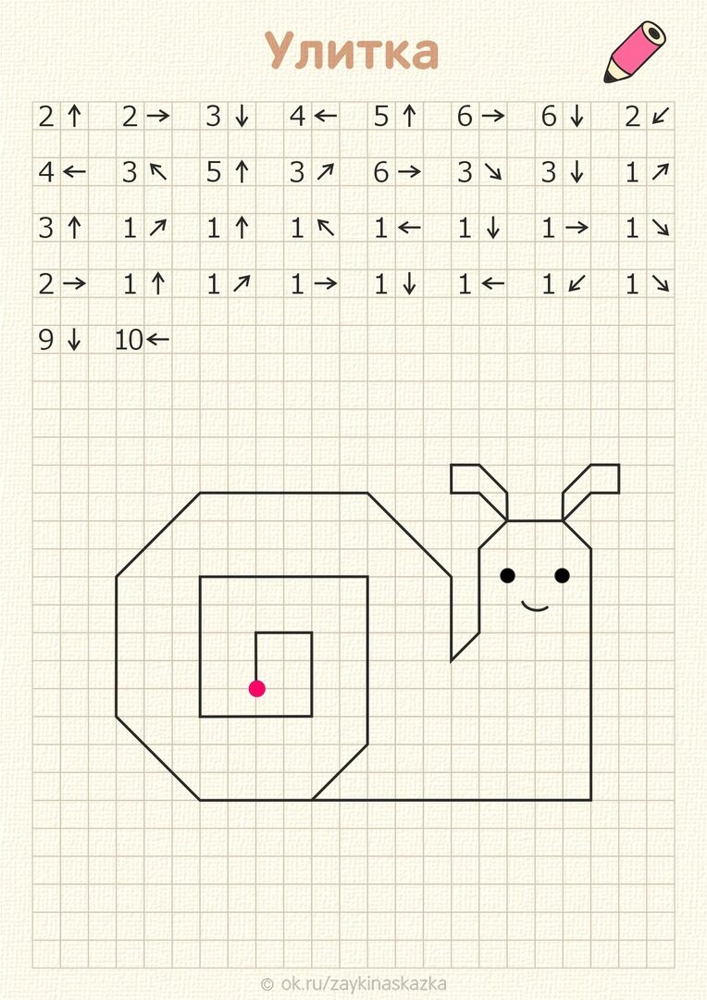 Улитка
2 ↑ 2 → 3 ↓ 4 ← 5 ↑ 6 → 6 ↓ 2 ↙
4 ← 3 ↖ 5 ↑ 3 ↗ 6 → 3 ↘ 3 ↓ 1 ↗
3 ↑ 1 ↗ 1 ↑ 1 ↖ 1 ← 1 ↓ 1 → 1 ↘
2 → 1 ↑ 1 ↗ 1 → 1 ↓ 1 ← 1 ↙ 1 ↘
9 ↓ 10 ←
© ok.ru/zaykinaskazka